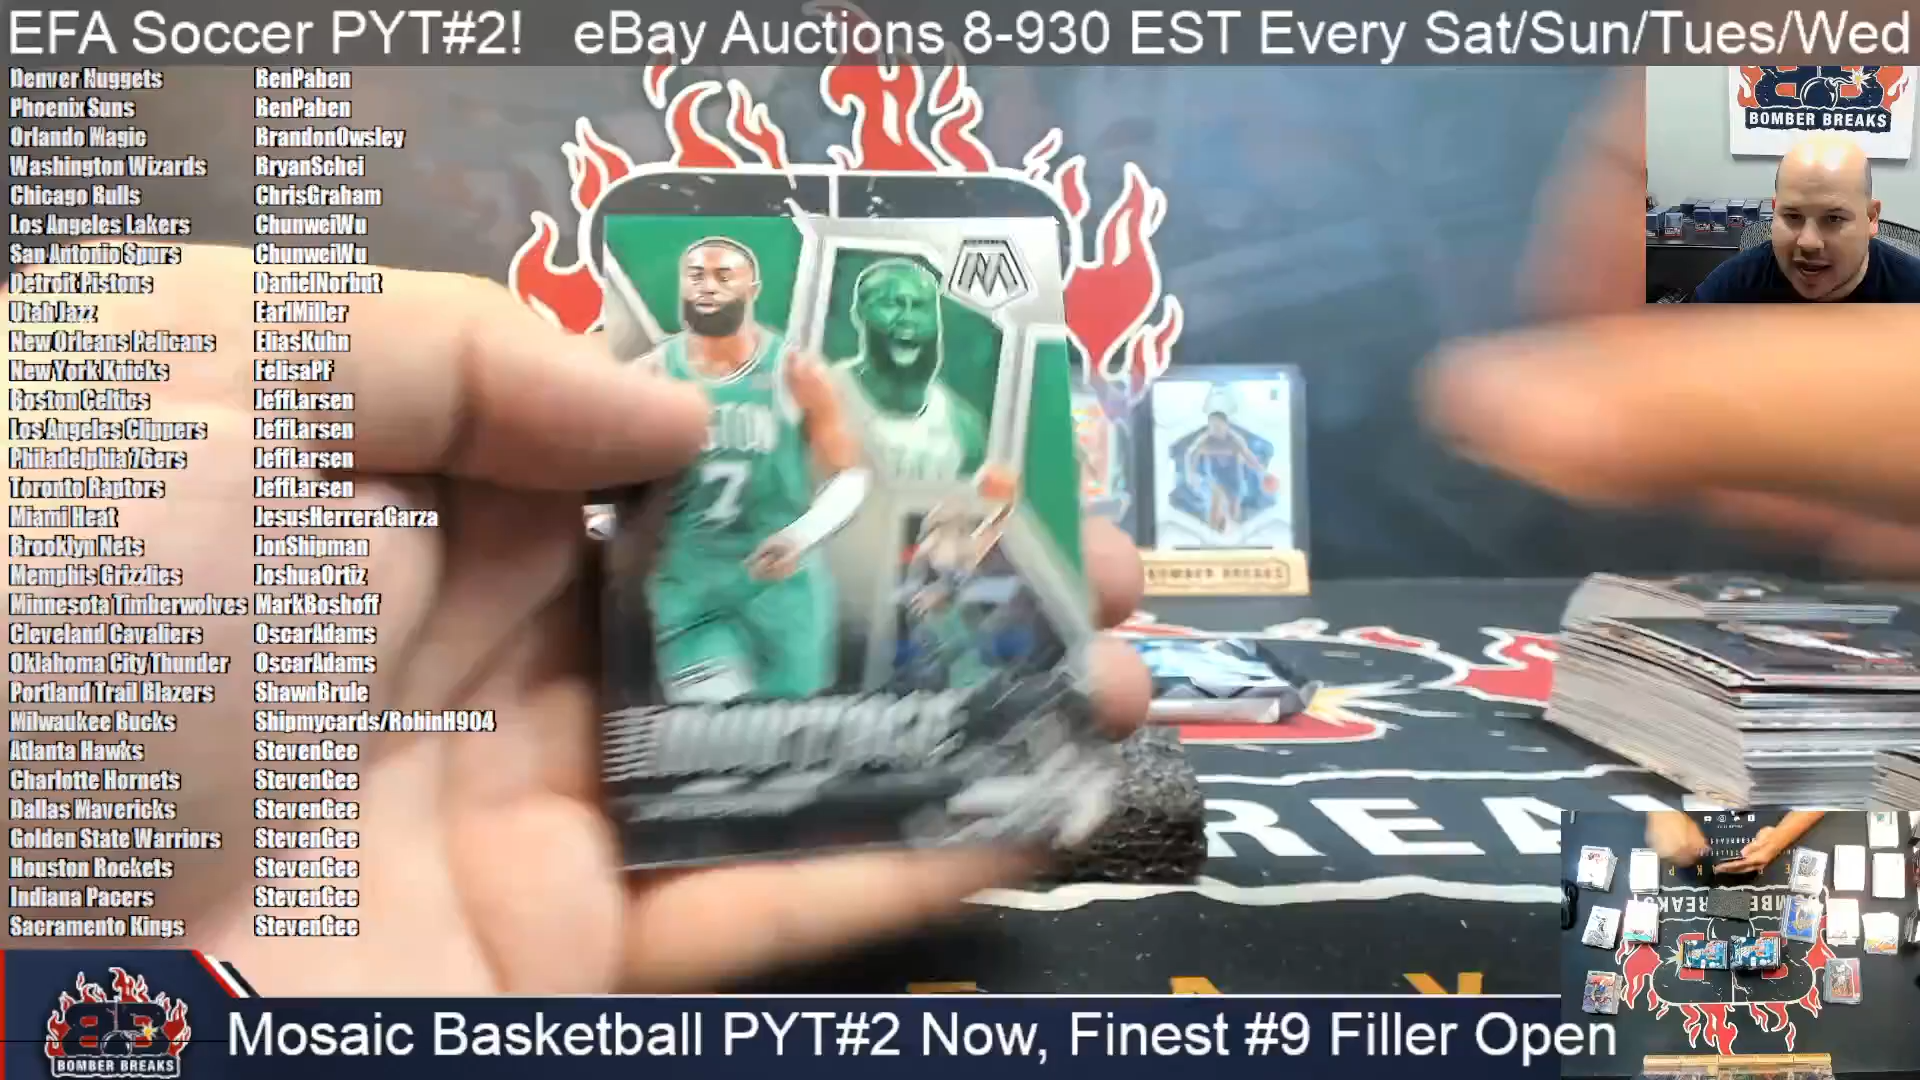 EFA Soccer PYT#2! eBay Auctions 8-930 EST Every Sat/Sun/Tues/Wed
BOMBER BREAKS
Denver Nuggets BenPahen
Phoenix Suns BenPahen
Orlando Magic BrandonOwsley
Washington Wizards BryanSchei
Chicago Bulls ChrisGraham
Los Angeles Lakers ChunweiWu
San Antonio Spurs ChunweiWu
Detroit Pistons DanielNorbut
Utah Jazz EarlMiller
New Orleans Pelicans EliasKuhn
New York Knicks FelisaPF
Boston Celtics JeffLarsen
Los Angeles Clippers JeffLarsen
Philadelphia 76ers JeffLarsen
Toronto Raptors JeffLarsen
Miami Heat JesusHerreraGarza
Brooklyn Nets JonShipman
Memphis Grizzlies JoshuaOrtiz
Minnesota Timberwolves MarkBoshoff
Cleveland Cavaliers OscarAdams
Oklahoma City Thunder OscarAdams
Portland Trail Blazers ShawnBrule
Milwaukee Bucks Shipmycards/RobinH904
Atlanta Hawks StevenGee
Charlotte Hornets StevenGee
Dallas Mavericks StevenGee
Golden State Warriors StevenGee
Houston Rockets StevenGee
Indiana Pacers StevenGee
Sacramento Kings StevenGee
7
BOMBER BREAKS
BOMBER BREAKS
Mosaic Basketball PYT#2 Now, Finest #9 Filler Open